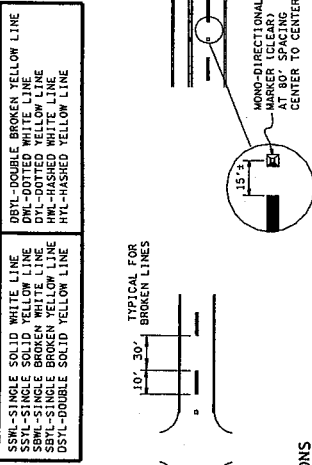 SSWL-SINGLE SOLID WHITE LINE
SSYL-SINGLE SOLID YELLOW LINE
SBWL-SINGLE BROKEN WHITE LINE
SBYL-SINGLE BROKEN YELLOW LINE
DSYL-DOUBLE SOLID YELLOW LINE
DBYL-DOUBLE BROKEN YELLOW LINE
DWL-DOTTED WHITE LINE
DYL-DOTTED YELLOW LINE
HWL-HASHED WHITE LINE
HYL-HASHED YELLOW LINE
TYPICAL FOR
BROKEN LINES
10' 30'
15'±
MONO-DIRECTIONAL
MARKER (CLEAR)
AT 80' SPACING
CENTER TO CENTER
ONS